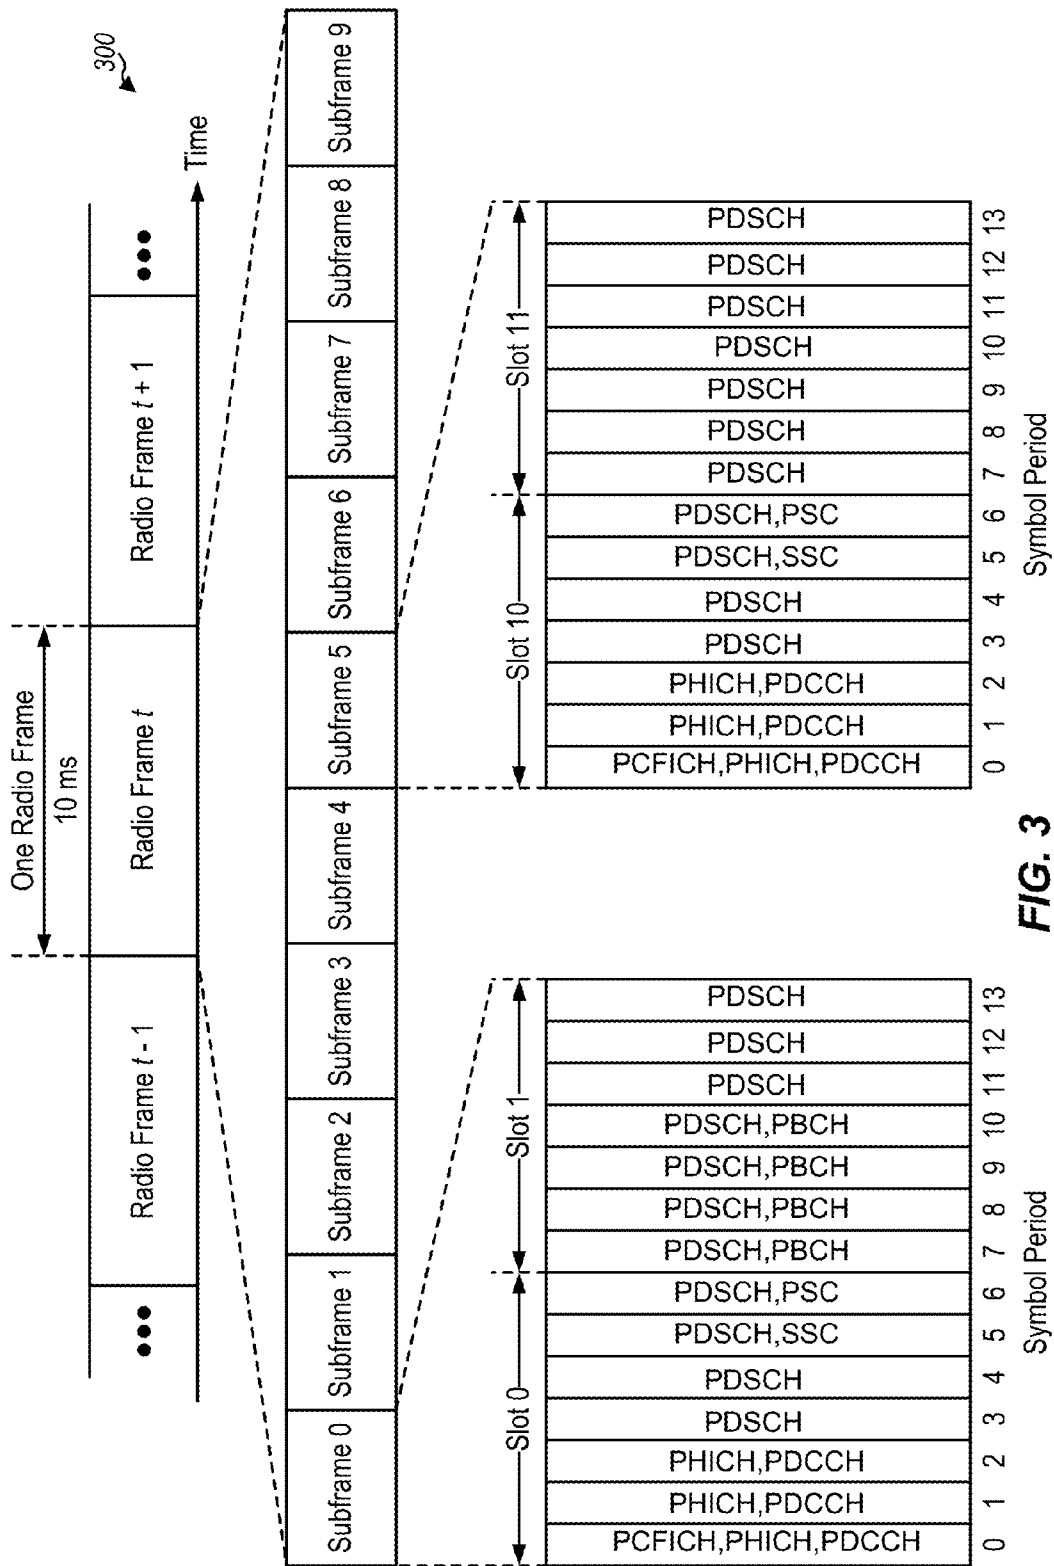 300
One Radio Frame
10 ms
Radio Frame t - 1
Radio Frame t
Radio Frame t + 1
Time
Subframe 0
Subframe 1
Subframe 2
Subframe 3
Subframe 4
Subframe 5
Subframe 6
Subframe 7
Subframe 8
Subframe 9
Slot 0
Slot 1
PCFICH,PHICH,PDCCH
PHICH,PDCCH
PHICH,PDCCH
PDSCH
PDSCH
PDSCH,SSC
PDSCH,PSC
PDSCH,PBCH
PDSCH,PBCH
PDSCH,PBCH
PDSCH,PBCH
PDSCH
PDSCH
PDSCH
0 1 2 3 4 5 6 7 8 9 10 11 12 13
Symbol Period
Slot 10
Slot 11
PCFICH,PHICH,PDCCH
PHICH,PDCCH
PHICH,PDCCH
PDSCH
PDSCH
PDSCH,SSC
PDSCH,PSC
PDSCH
PDSCH
PDSCH
PDSCH
PDSCH
PDSCH
PDSCH
0 1 2 3 4 5 6 7 8 9 10 11 12 13
Symbol Period
FIG. 3